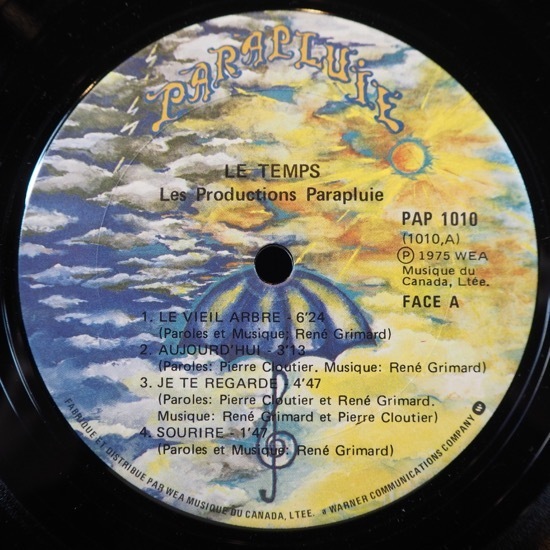 PARAPLUIE
LE TEMPS
Les Productions Parapluie
PAP 1010
(1010,A)
Ⓟ 1975 WEA
Musique du
Canada, Ltée.
FACE A
1. LE VIEIL ARBRE - 6'24
(Paroles et Musique: René Grimard)
2. AUJOURD'HUI - 3'13
(Paroles: Pierre Cloutier. Musique: René Grimard)
3. JE TE REGARDE 4'47
(Paroles: Pierre Cloutier et René Grimard.
Musique: René Grimard et Pierre Cloutier)
4. SOURIRE - 1'47
(Paroles et Musique: René Grimard)
FABRIQUE ET DISTRIBUE PAR WEA MUSIQUE DU CANADA, LTEE. a WARNER COMMUNICATIONS COMPANY